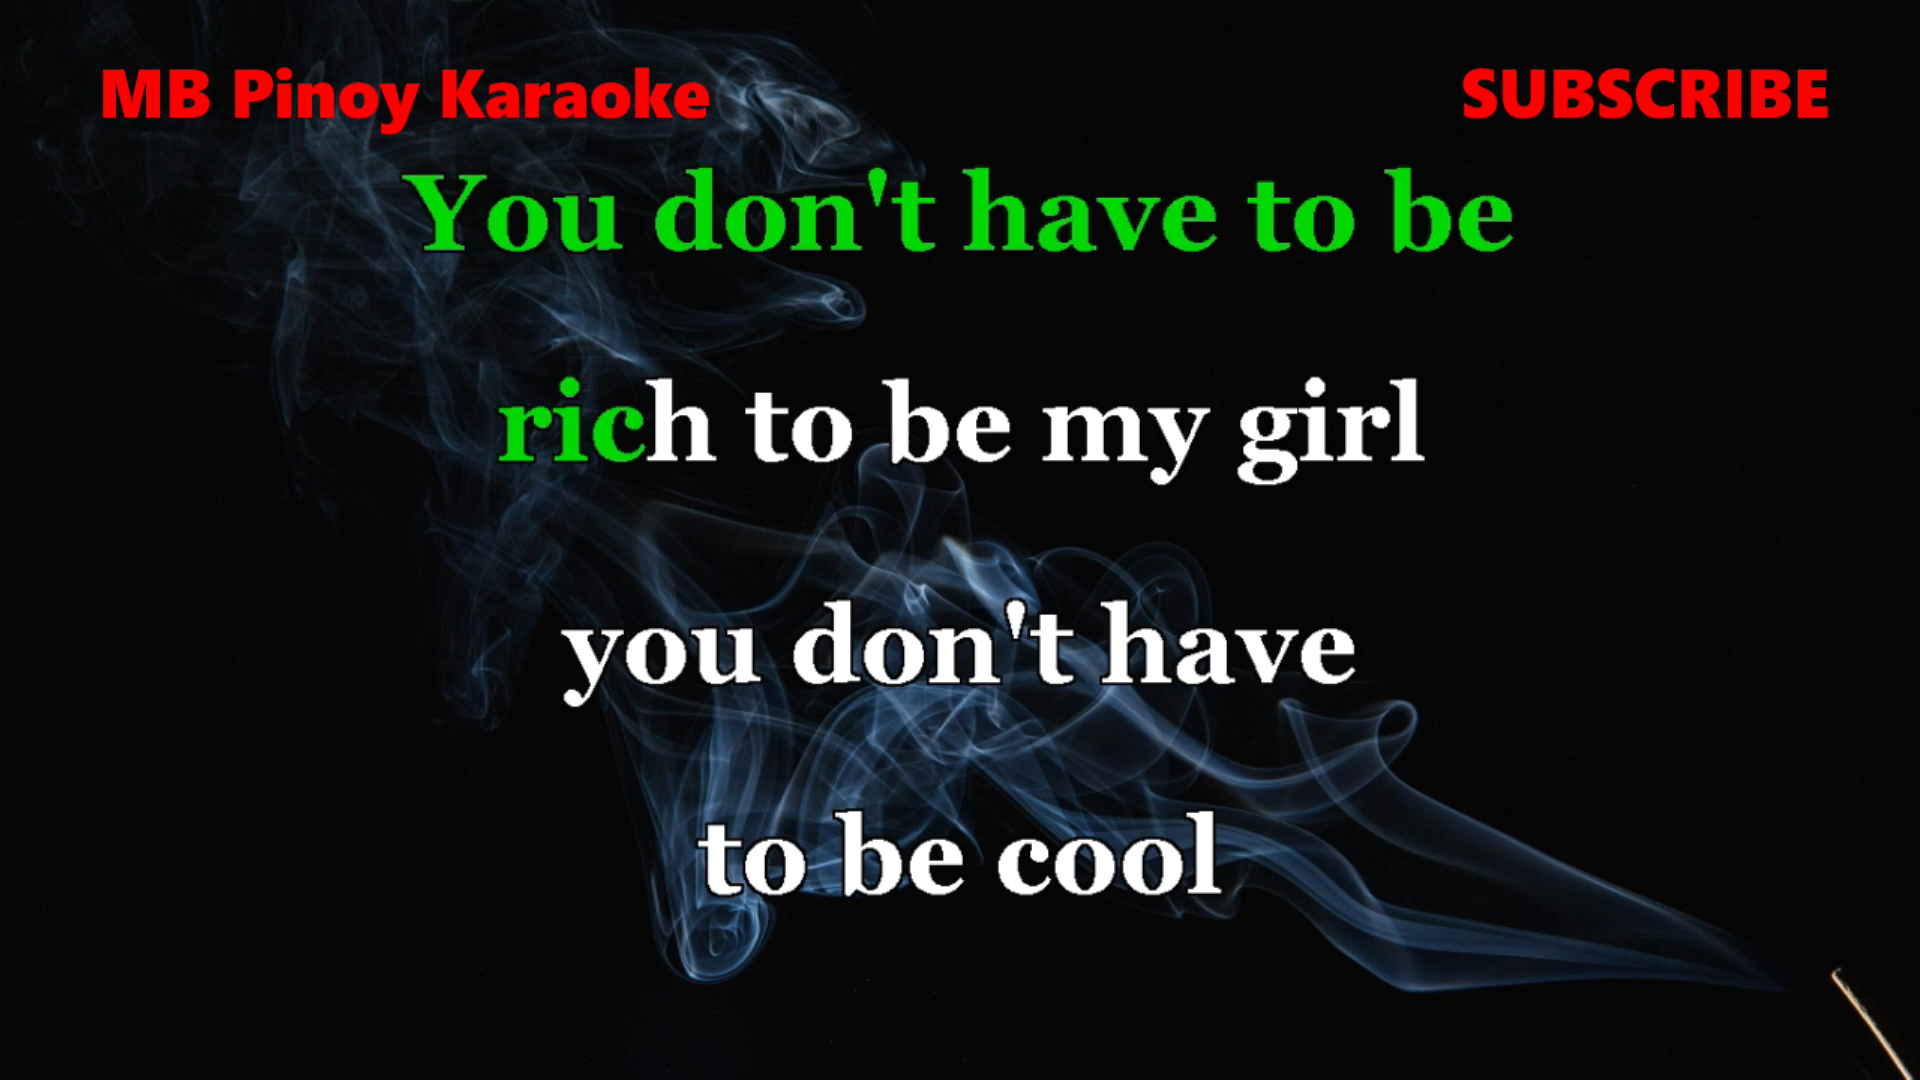 MB Pinoy Karaoke
SUBSCRIBE
You don't have to be
rich to be my girl
you don't have
to be cool